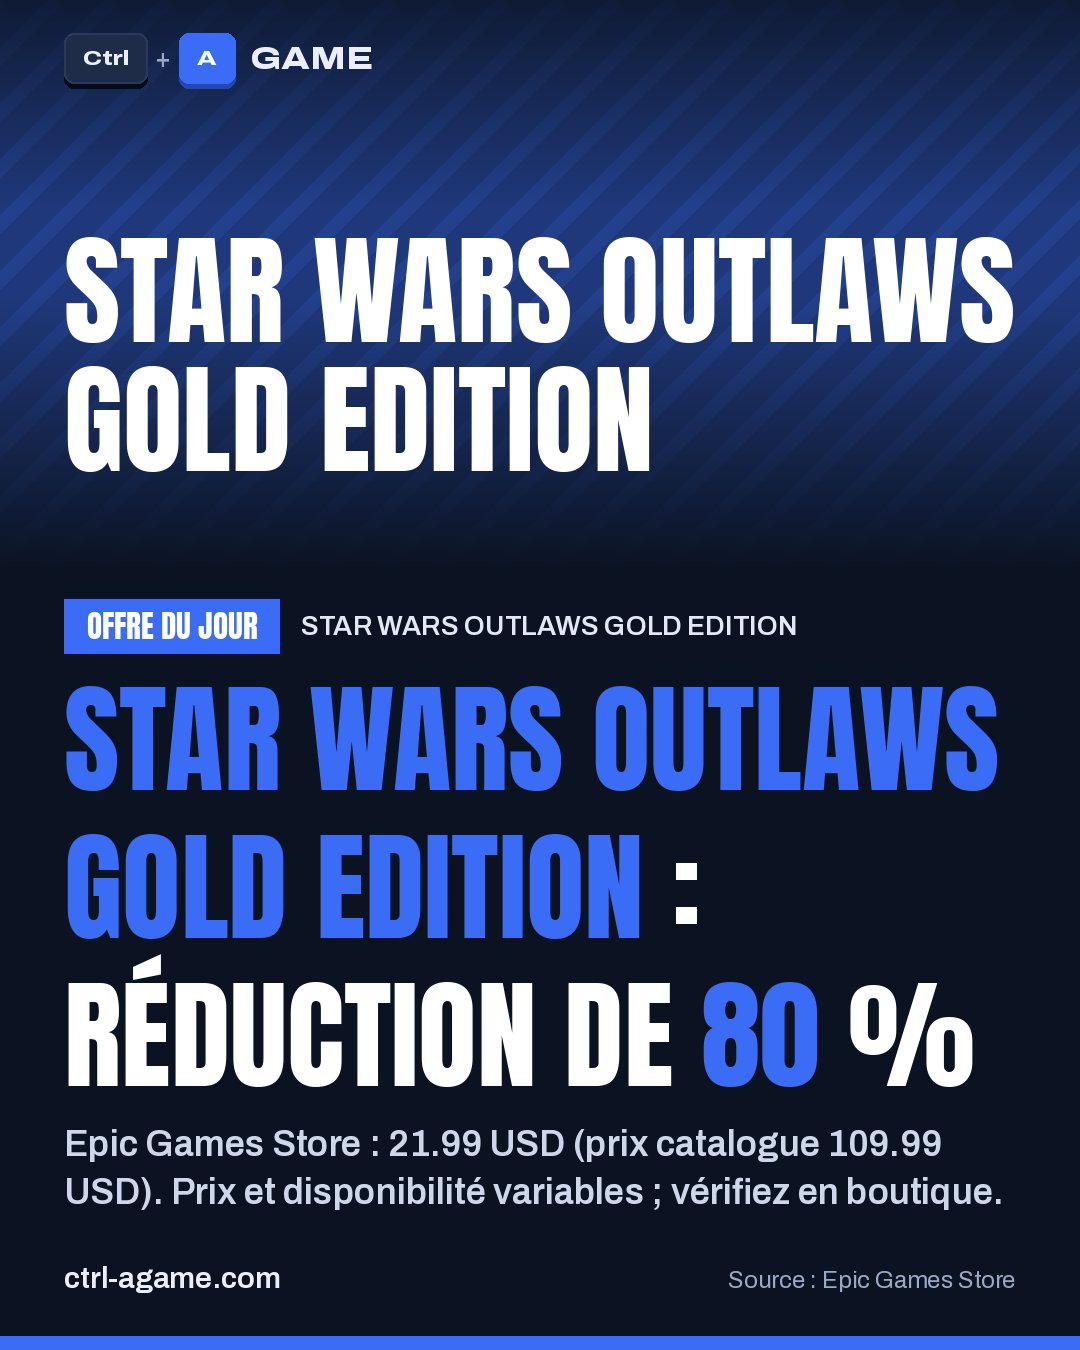 Ctrl + A GAME
STAR WARS OUTLAWS
GOLD EDITION
OFFRE DU JOUR STAR WARS OUTLAWS GOLD EDITION
STAR WARS OUTLAWS
GOLD EDITION :
RÉDUCTION DE 80 %
Epic Games Store : 21.99 USD (prix catalogue 109.99
USD). Prix et disponibilité variables ; vérifiez en boutique.
ctrl-agame.com Source : Epic Games Store